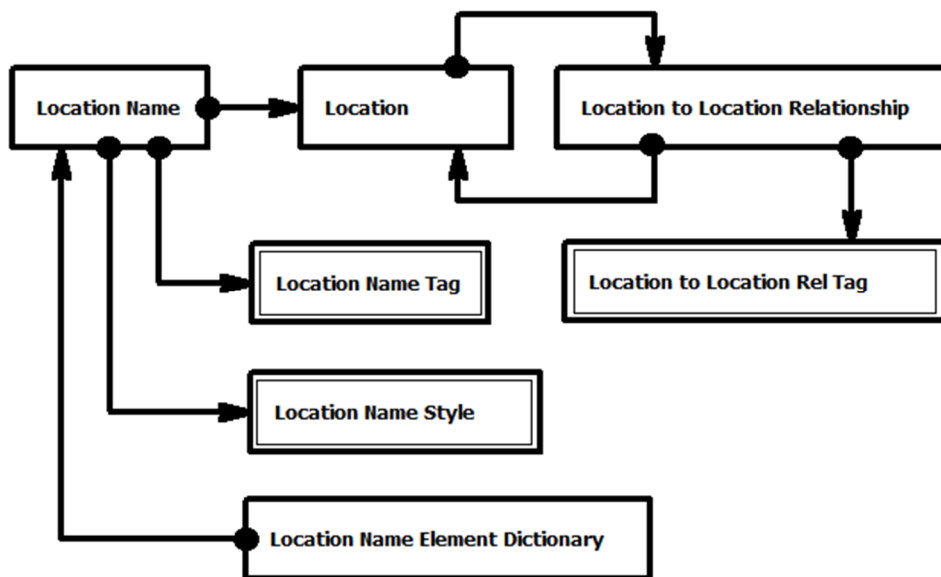 Location Name
Location
Location to Location Relationship
Location Name Tag
Location to Location Rel Tag
Location Name Style
Location Name Element Dictionary